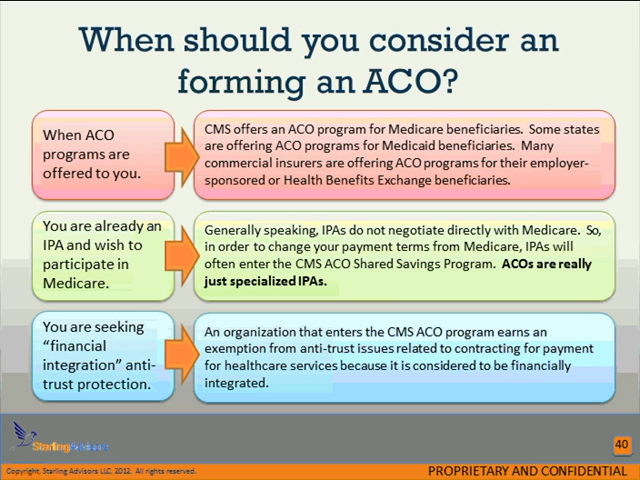 When should you consider an
forming an ACO?
When ACO
programs are
offered to you.
CMS offers an ACO program for Medicare beneficiaries.  Some states
are offering ACO programs for Medicaid beneficiaries.  Many
commercial insurers are offering ACO programs for their employer-
sponsored or Health Benefits Exchange beneficiaries.
You are already an
IPA and wish to
participate in
Medicare.
Generally speaking, IPAs do not negotiate directly with Medicare.  So,
in order to change your payment terms from Medicare, IPAs will
often enter the CMS ACO Shared Savings Program.  ACOs are really
just specialized IPAs.
You are seeking
“financial
integration” anti-
trust protection.
An organization that enters the CMS ACO program earns an
exemption from anti-trust issues related to contracting for payment
for healthcare services because it is considered to be financially
integrated.
StarlingAdvisors
40
Copyright. Starling Advisors LLC, 2012.  All rights reserved.
PROPRIETARY AND CONFIDENTIAL